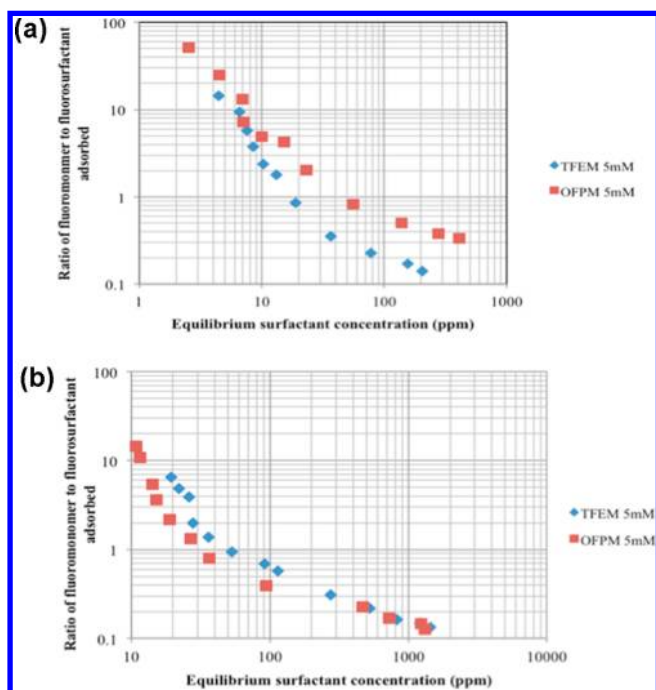 (a)
Ratio of fluoromonmer to fluorosurfactant
adsorbed
100
10
1
0.1
1
10
100
1000
Equilibrium surfactant concentration (ppm)
TFEM 5mM
OFPM 5mM
(b)
Ratio of fluoromonomer to fluorosurfactant
adsorbed
100
10
1
0.1
10
100
1000
10000
Equilibrium surfactant concentration (ppm)
TFEM 5mM
OFPM 5mM